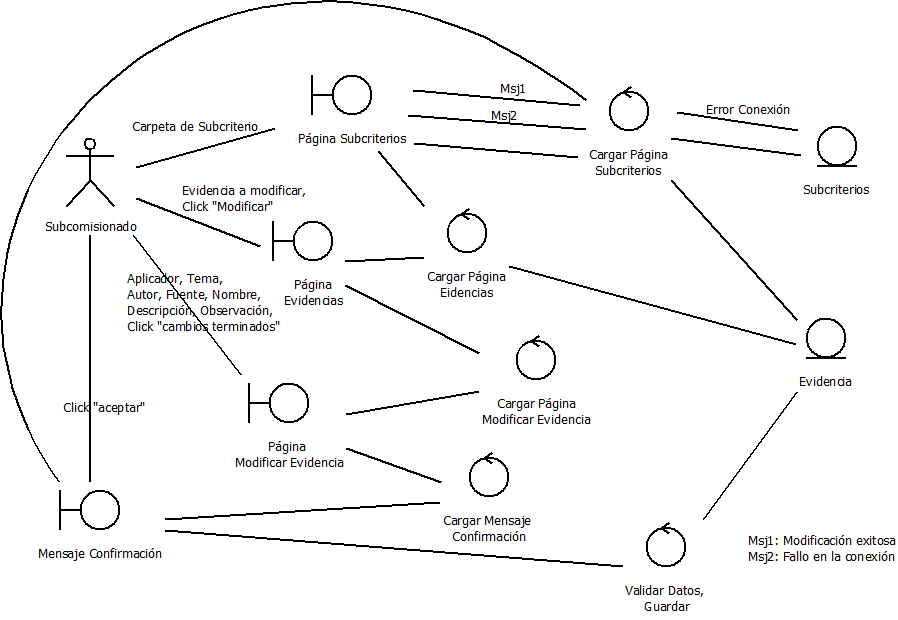 Msj1
Error Conexión
Msj2
Carpeta de Subcriterio
Página Subcriterios
Cargar Página
Subcriterios
Subcriterios
Evidencia a modificar,
Click "Modificar"
Subcomisionado
Cargar Página
Eidencias
Página
Evidencias
Aplicador, Tema,
Autor, Fuente, Nombre,
Descripción, Observación,
Click "cambios terminados"
Evidencia
Click "aceptar"
Cargar Página
Modificar Evidencia
Página
Modificar Evidencia
Cargar Mensaje
Confirmación
Mensaje Confirmación
Msj1: Modificación exitosa
Msj2: Fallo en la conexión
Validar Datos,
Guardar